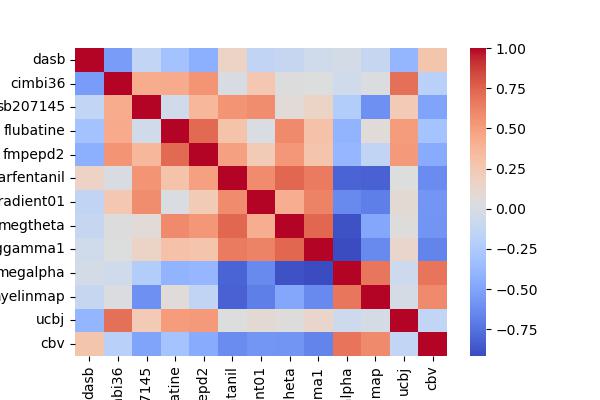 dasb
cimbi36
sb207145
flubatine
fmpepd2
arfentanil
radient01
megtheta
ggamma1
megalpha
yelinmap
ucbj
cbv
1.00
0.75
0.50
0.25
0.00
−0.25
−0.50
−0.75
dasb
nbi36
7145
atine
epd2
tanil
nt01
heta
ma1
lpha
map
ucbj
cbv